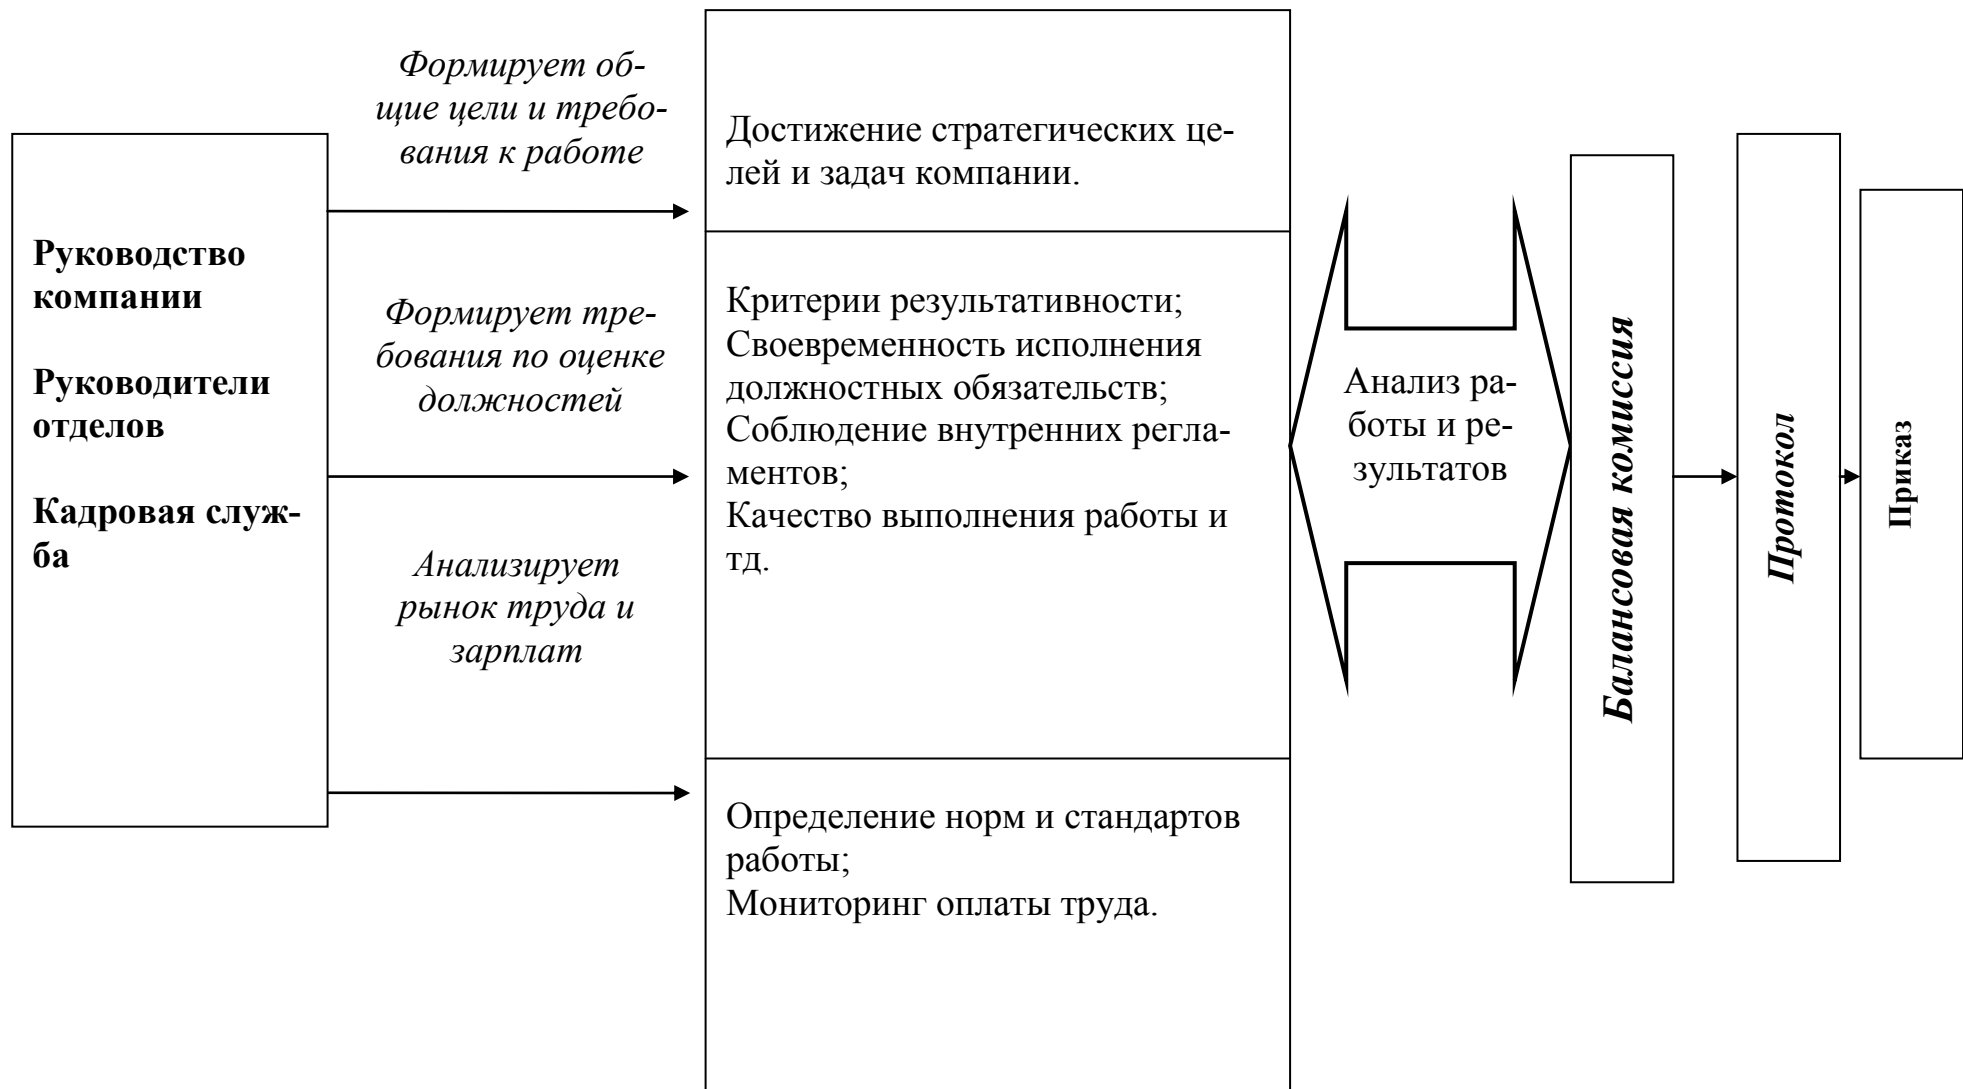 Руководство
компании
Руководители
отделов
Кадровая служ-
ба
Формирует об-
щие цели и требо-
вания к работе
Формирует тре-
бования по оценке
должностей
Анализирует
рынок труда и
зарплат
Достижение стратегических це-
лей и задач компании.
Критерии результативности;
Своевременность исполнения
должностных обязательств;
Соблюдение внутренних регла-
ментов;
Качество выполнения работы и
тд.
Определение норм и стандартов
работы;
Мониторинг оплаты труда.
Анализ ра-
боты и ре-
зультатов
Балансовая комиссия
Протокол
Приказ